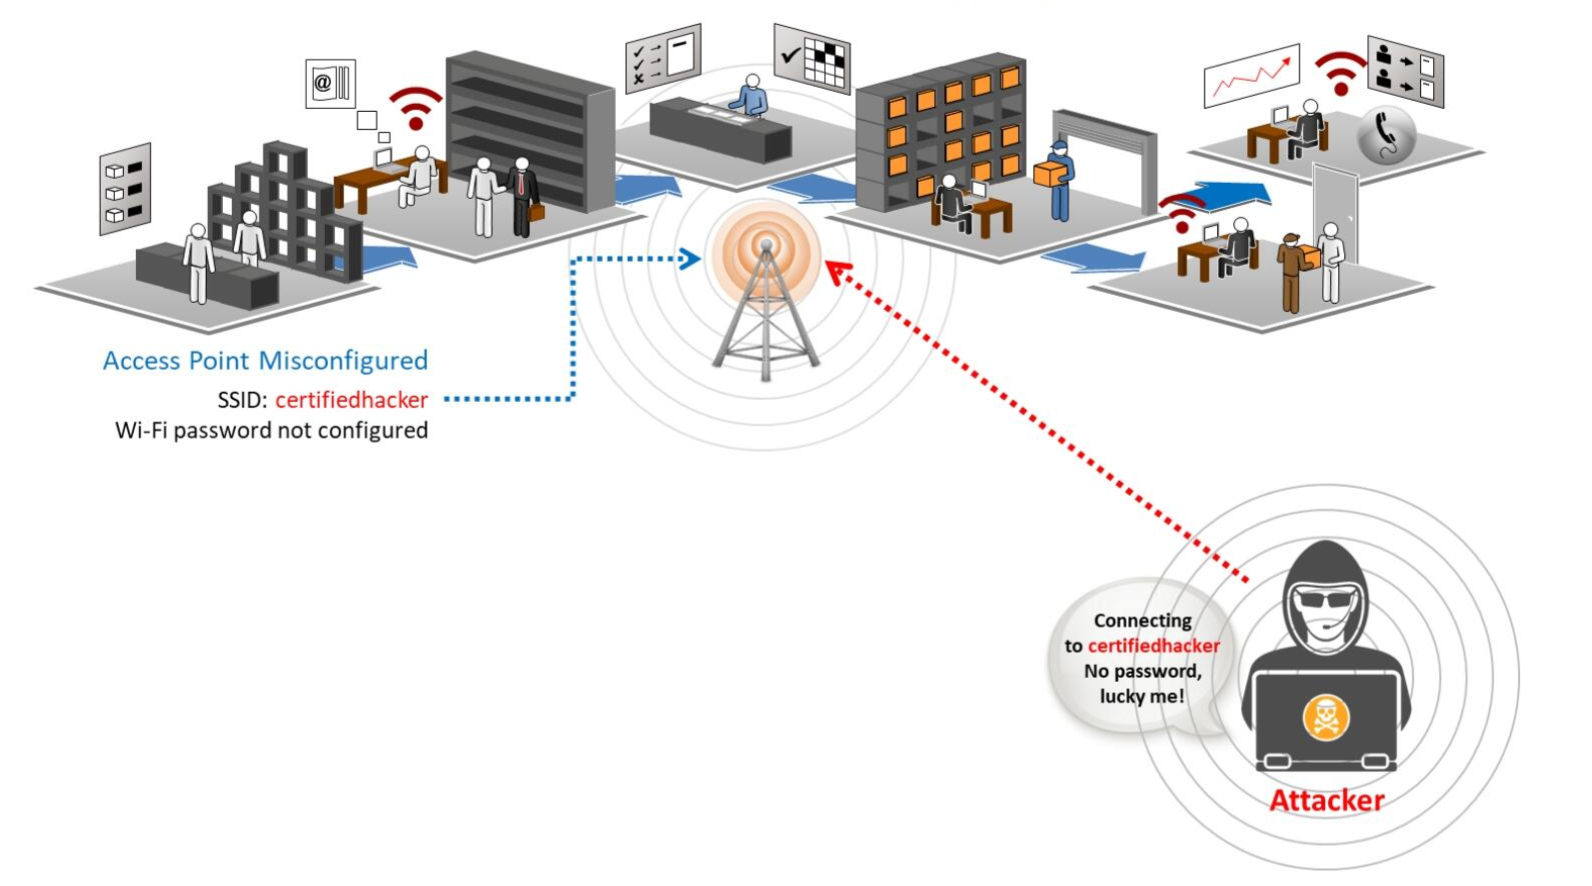 @
Access Point Misconfigured
SSID: certifiedhacker
Wi-Fi password not configured
Connecting
to certifiedhacker
No password,
lucky me!
Attacker